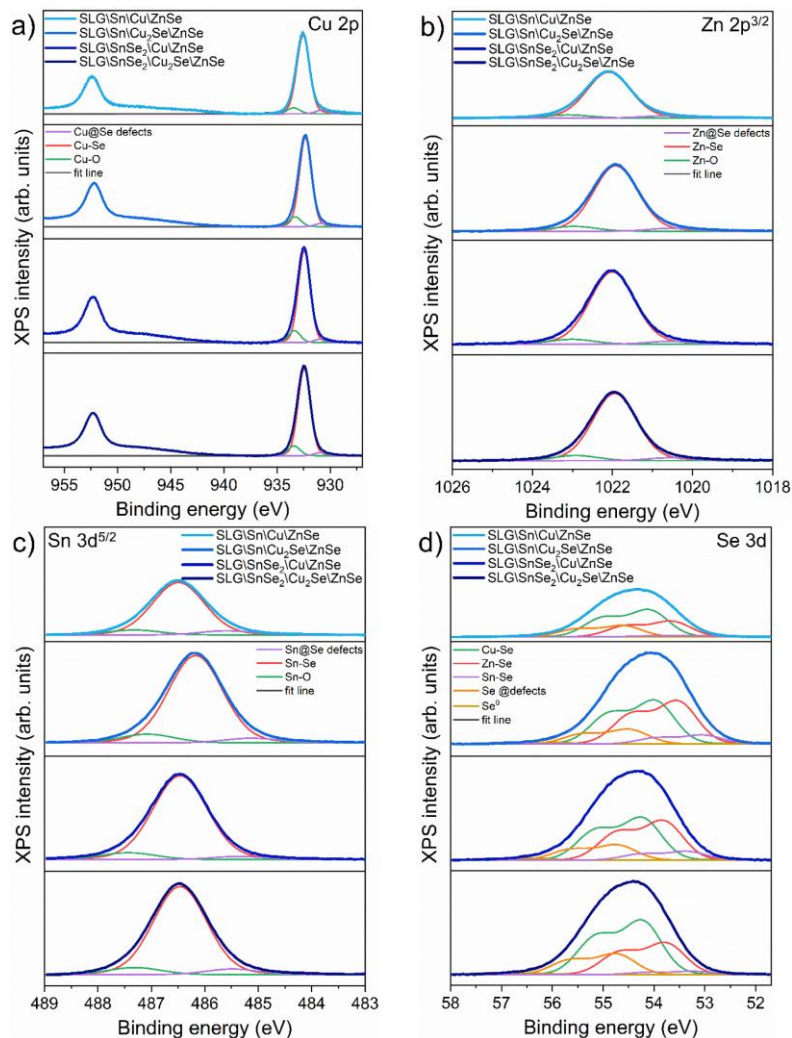 a)
Cu 2p
SLG\Sn\Cu\ZnSe
SLG\Sn\Cu₂Se\ZnSe
SLG\SnSe₂\Cu\ZnSe
SLG\SnSe₂\Cu₂Se\ZnSe
Cu@Se defects
Cu-Se
Cu-O
fit line
XPS intensity (arb. units)
955 950 945 940 935 930
Binding energy (eV)
b)
Zn 2p³/²
SLG\Sn\Cu\ZnSe
SLG\Sn\Cu₂Se\ZnSe
SLG\SnSe₂\Cu\ZnSe
SLG\SnSe₂\Cu₂Se\ZnSe
Zn@Se defects
Zn-Se
Zn-O
fit line
XPS intensity (arb. units)
1026 1024 1022 1020 1018
Binding energy (eV)
c)
Sn 3d⁵/²
SLG\Sn\Cu\ZnSe
SLG\Sn\Cu₂Se\ZnSe
SLG\SnSe₂\Cu\ZnSe
SLG\SnSe₂\Cu₂Se\ZnSe
Sn@Se defects
Sn-Se
Sn-O
fit line
XPS intensity (arb. units)
489 488 487 486 485 484 483
Binding energy (eV)
d)
Se 3d
SLG\Sn\Cu\ZnSe
SLG\Sn\Cu₂Se\ZnSe
SLG\SnSe₂\Cu\ZnSe
SLG\SnSe₂\Cu₂Se\ZnSe
Cu-Se
Zn-Se
Sn-Se
Se @defects
Se⁰
fit line
XPS intensity (arb. units)
58 57 56 55 54 53 52
Binding energy (eV)